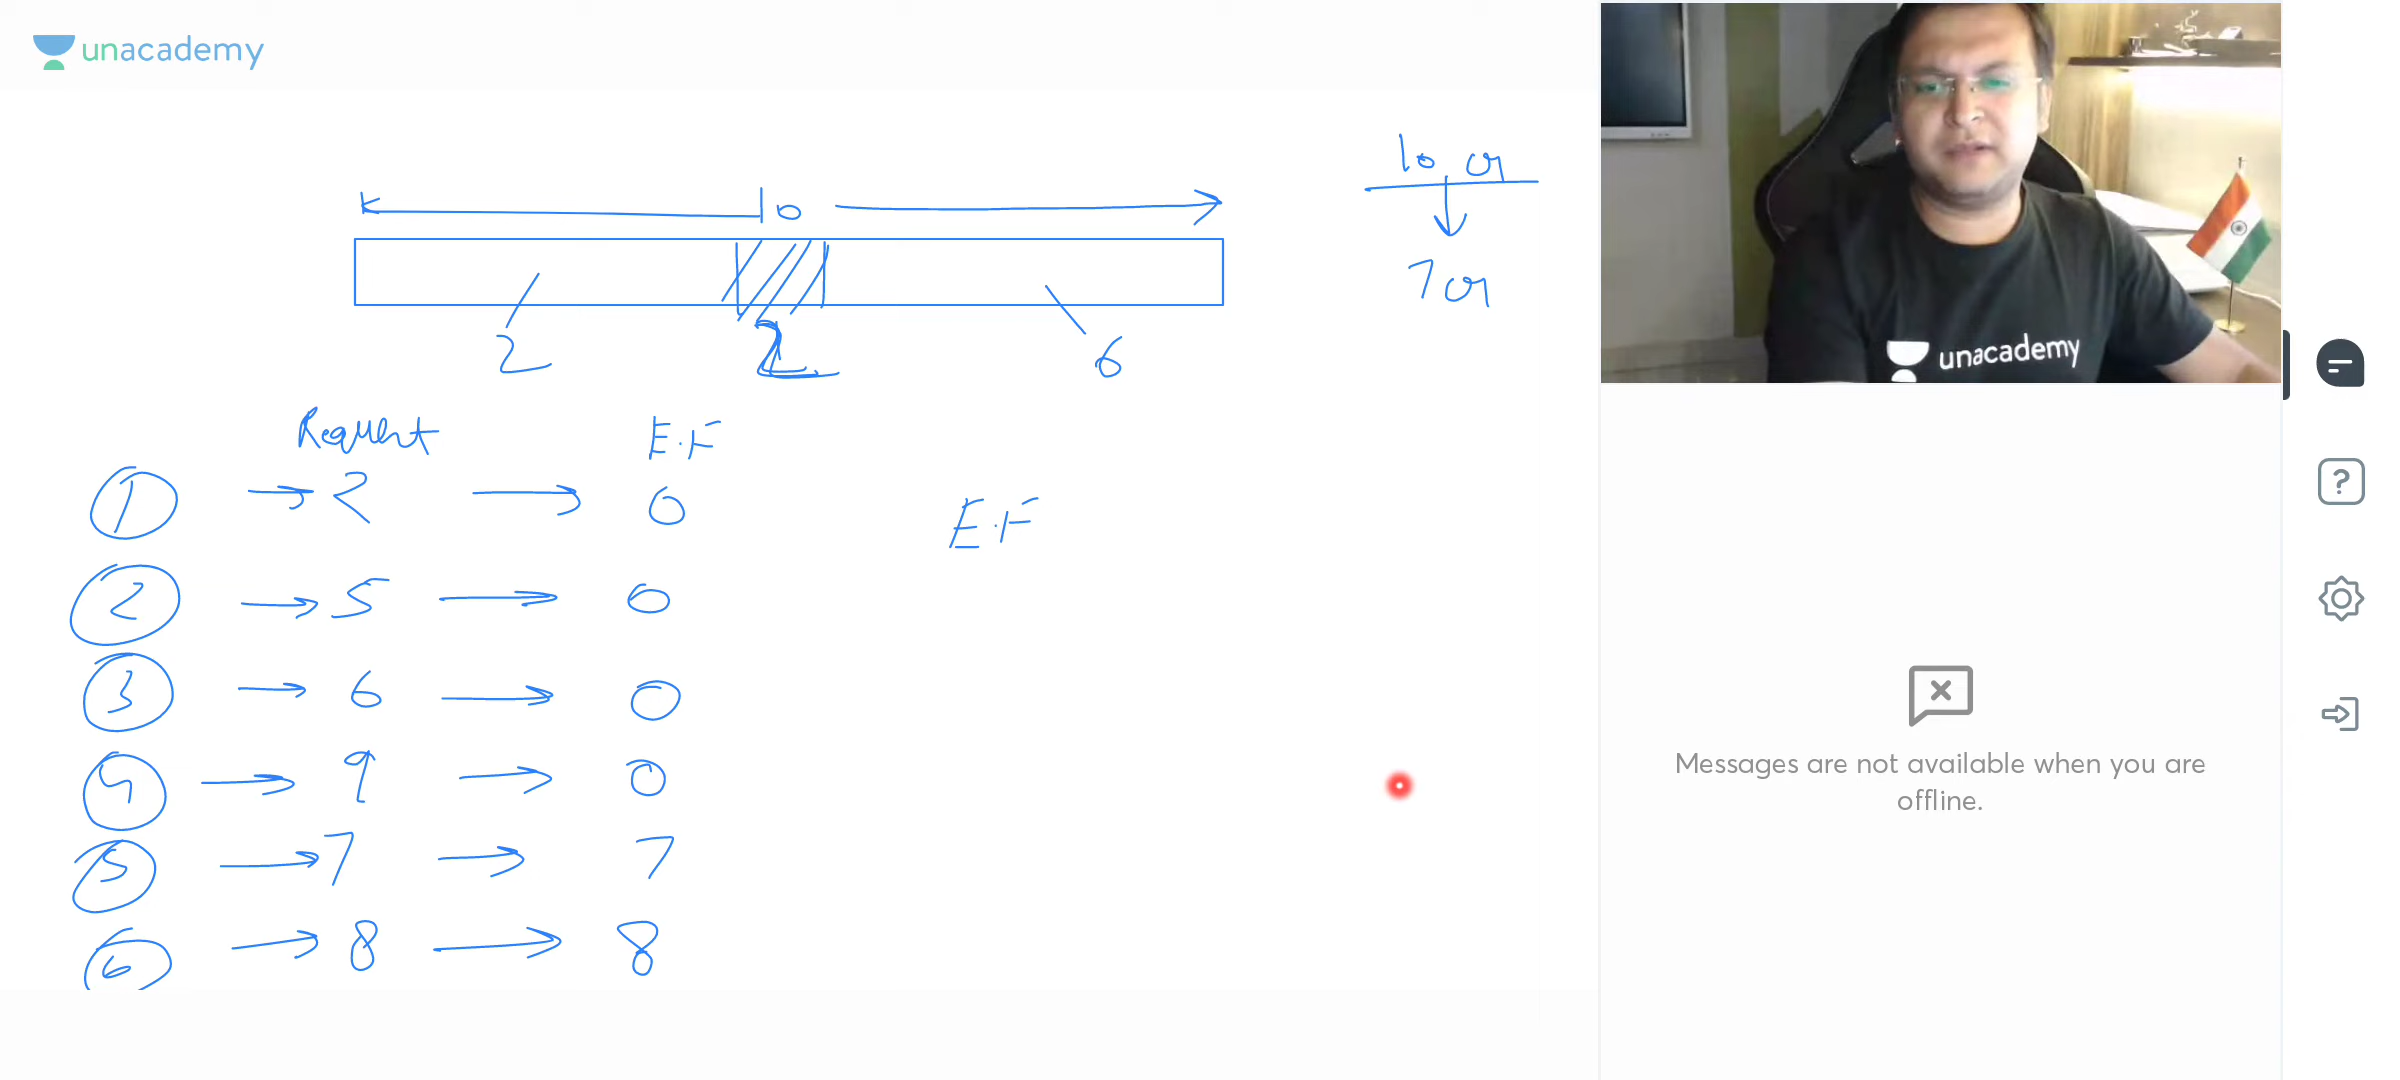 unacademy
10 cr
10
7 cr
2 2 6
Request E.F
1 → 2 → 0
E.F
2 → 5 → 0
3 → 6 → 0
4 → 9 → 0
5 → 7 → 7
6 → 8 → 8
unacademy
?
Messages are not available when you are
offline.